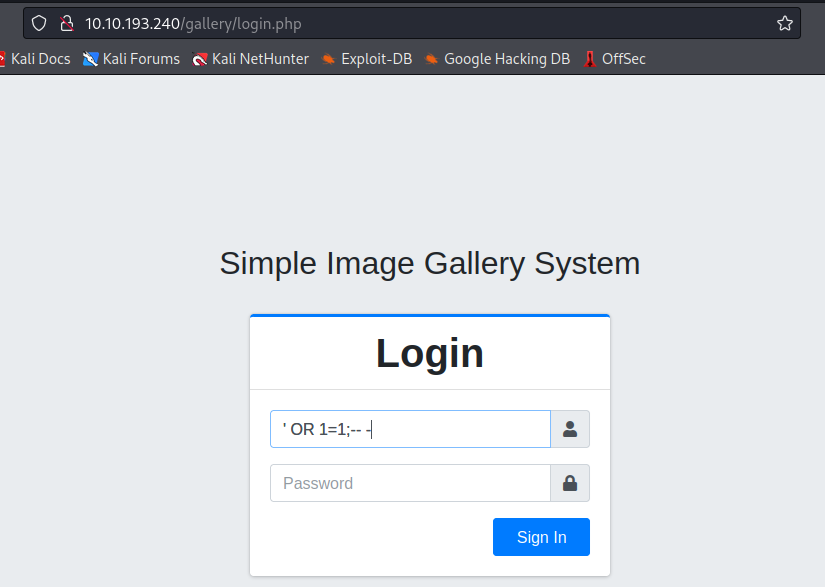 10.10.193.240/gallery/login.php
Kali Docs Kali Forums Kali NetHunter Exploit-DB Google Hacking DB OffSec
Simple Image Gallery System
Login
' OR 1=1;-- -
Password
Sign In